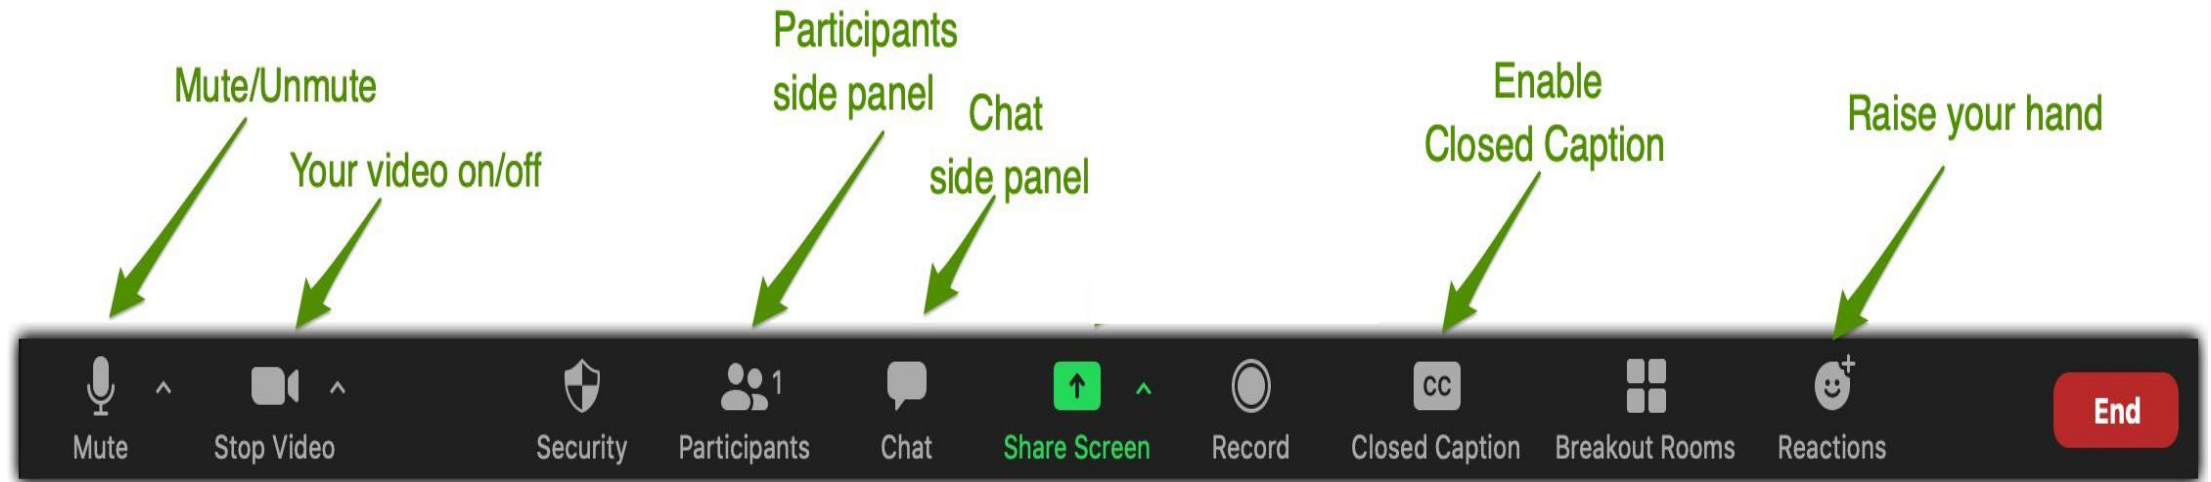 Participants
side panel
Mute/Unmute
Chat
side panel
Enable
Closed Caption
Raise your hand
Your video on/off
Mute
Stop Video
Security
Participants
1
Chat
Share Screen
Record
CC
Closed Caption
Breakout Rooms
Reactions
End